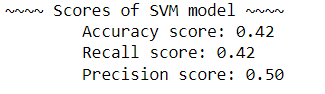 ~~~~ Scores of SVM model ~~~~
Accuracy score: 0.42
Recall score: 0.42
Precision score: 0.50